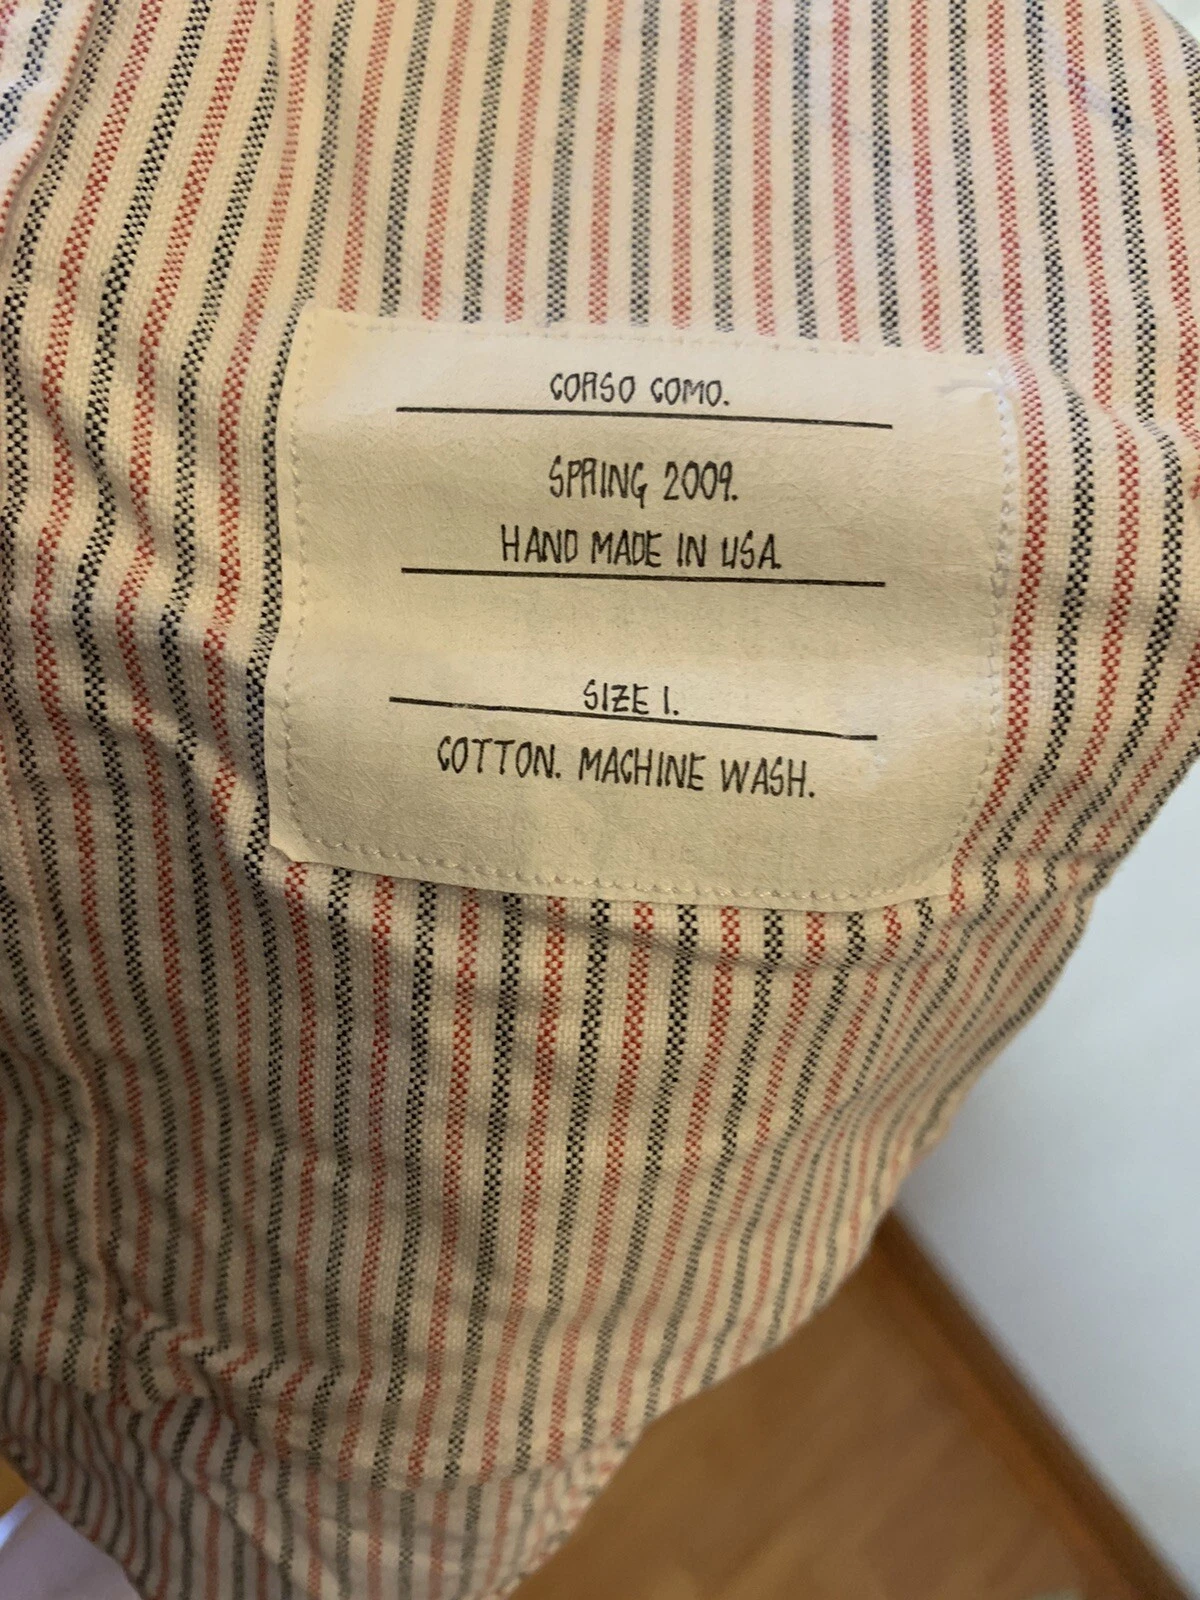 CORSO COMO.
SPRING 2009.
HAND MADE IN USA.
SIZE 1.
COTTON. MACHINE WASH.